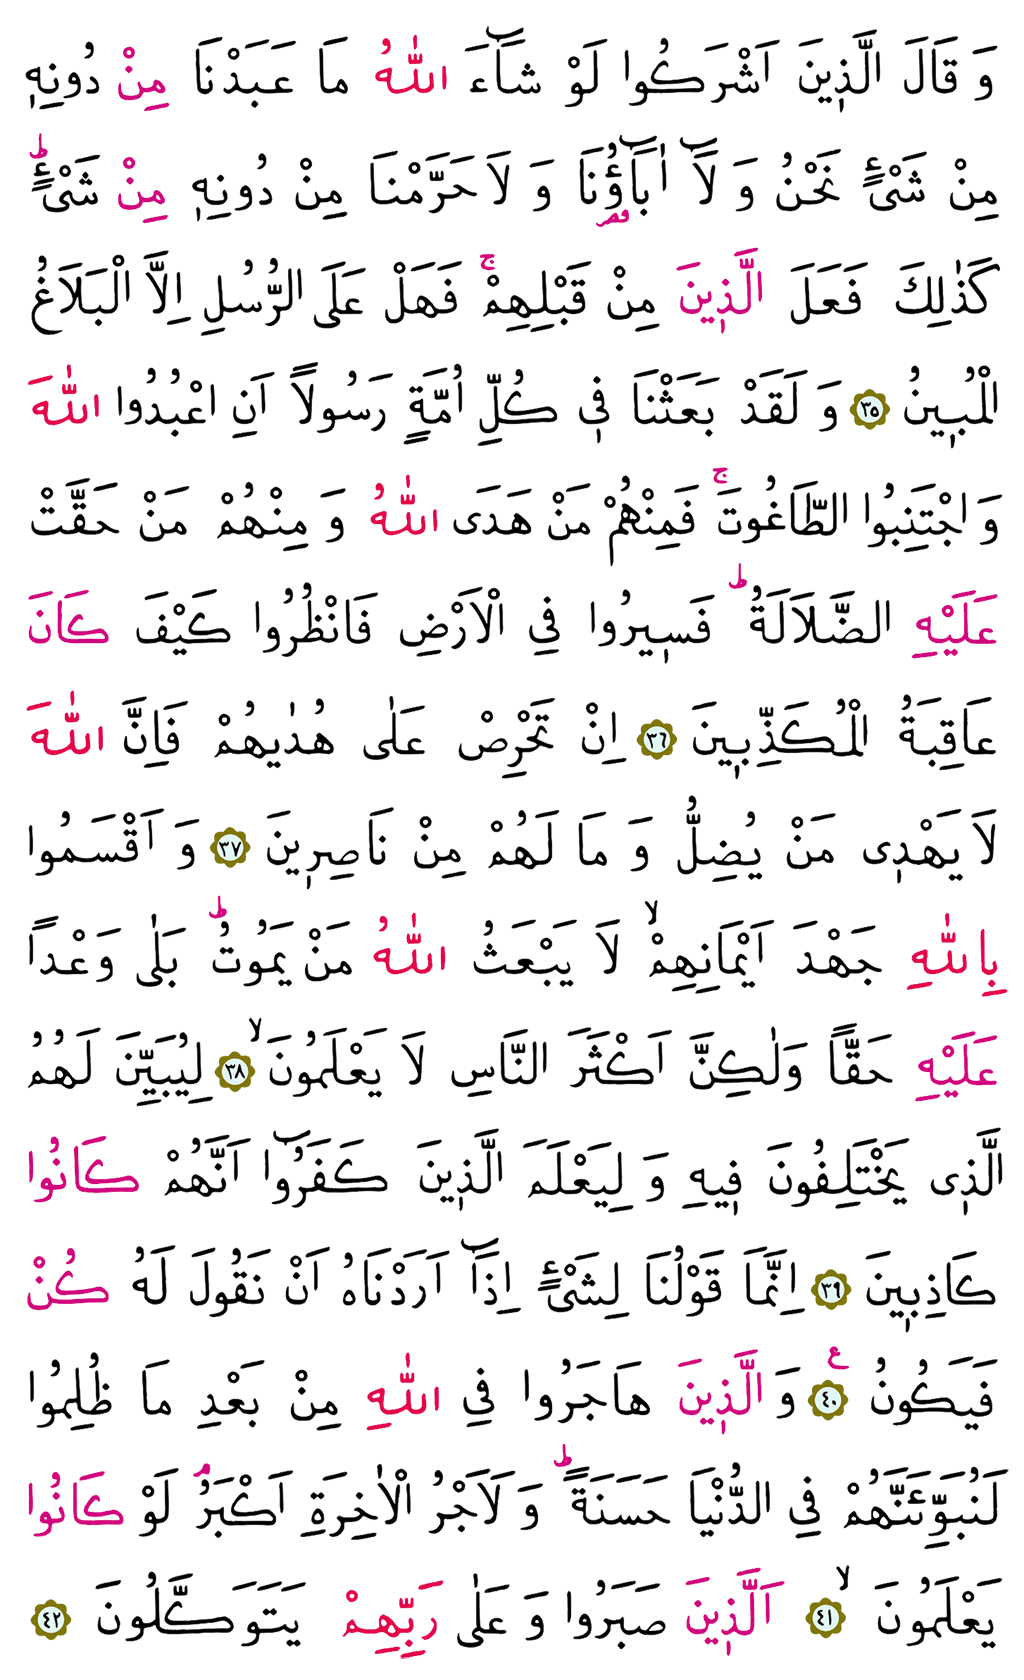 وَ قَالَ الَّذ۪ينَ اَشْرَكُوا لَوْ شَٓاءَ اللّٰهُ مَا عَبَدْنَا مِنْ دُونِه۪
مِنْ شَىْءٍ نَحْنُ وَ لَٓا اٰبَٓاؤُ۬نَا وَ لَا حَرَّمْنَا مِنْ دُونِه۪ مِنْ شَىْءٍؕ
كَذٰلِكَ فَعَلَ الَّذ۪ينَ مِنْ قَبْلِهِمْۚ فَهَلْ عَلَى الرُّسُلِ اِلَّا الْبَلَاغُ
الْمُب۪ينُ ﴿٣٥﴾ وَ لَقَدْ بَعَثْنَا ف۪ى كُلِّ اُمَّةٍ رَسُولًا اَنِ اعْبُدُوا اللّٰهَ
وَ اجْتَنِبُوا الطَّاغُوتَۚ فَمِنْهُمْ مَنْ هَدَى اللّٰهُ وَ مِنْهُمْ مَنْ حَقَّتْ
عَلَيْهِ الضَّلَالَةُؕ فَس۪يرُوا فِى الْاَرْضِ فَانْظُرُوا كَيْفَ كَانَ
عَاقِبَةُ الْمُكَذِّب۪ينَ ﴿٣٦﴾ اِنْ تَحْرِصْ عَلٰى هُدٰيهُمْ فَاِنَّ اللّٰهَ
لَا يَهْد۪ى مَنْ يُضِلُّ وَ مَا لَهُمْ مِنْ نَاصِر۪ينَ ﴿٣٧﴾ وَ اَقْسَمُوا
بِاللّٰهِ جَهْدَ اَيْمَانِهِمْۙ لَا يَبْعَثُ اللّٰهُ مَنْ يَمُوتُؕ بَلٰى وَعْدًا
عَلَيْهِ حَقًّا وَلٰكِنَّ اَكْثَرَ النَّاسِ لَا يَعْلَمُونَۙ ﴿٣٨﴾ لِيُبَيِّنَ لَهُمُ
الَّذ۪ى يَخْتَلِفُونَ ف۪يهِ وَ لِيَعْلَمَ الَّذ۪ينَ كَفَرُٓوا اَنَّهُمْ كَانُوا
كَاذِب۪ينَ ﴿٣٩﴾ اِنَّمَا قَوْلُنَا لِشَىْءٍ اِذَٓا اَرَدْنَاهُ اَنْ نَقُولَ لَهُ كُنْ
فَيَكُونُ ﴿٤٠﴾ ع وَ الَّذ۪ينَ هَاجَرُوا فِى اللّٰهِ مِنْ بَعْدِ مَا ظُلِمُوا
لَنُبَوِّئَنَّهُمْ فِى الدُّنْيَا حَسَنَةًؕ وَ لَاَجْرُ الْاٰخِرَةِ اَكْبَرُۢ لَوْ كَانُوا
يَعْلَمُونَۙ ﴿٤١﴾ اَلَّذ۪ينَ صَبَرُوا وَ عَلٰى رَبِّهِمْ يَتَوَكَّلُونَ ﴿٤٢﴾